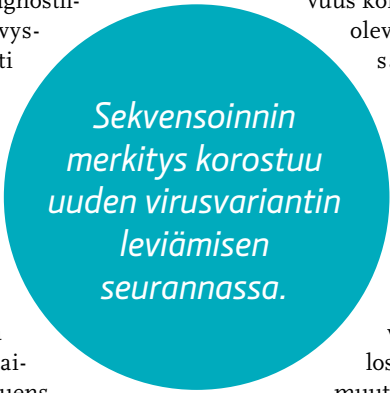 Sekvensoinnin
merkitys korostuu
uuden virusvariantin
leviämisen
seurannassa.